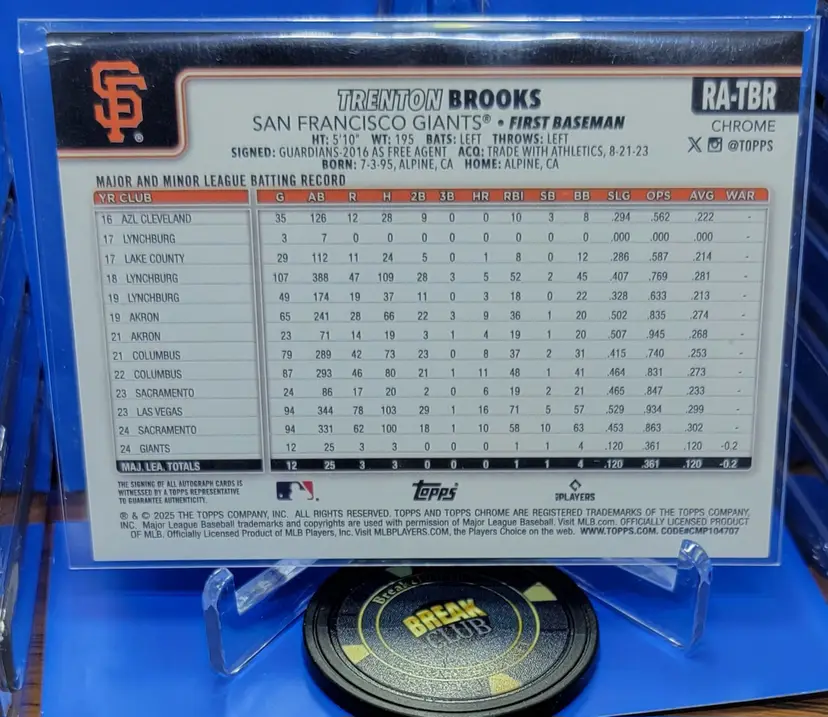 SF
®
TRENTON BROOKS
RA-TBR
SAN FRANCISCO GIANTS® • FIRST BASEMAN
CHROME
HT: 5'10" WT: 195 BATS: LEFT THROWS: LEFT
X @TOPPS
SIGNED: GUARDIANS-2016 AS FREE AGENT ACQ: TRADE WITH ATHLETICS, 8-21-23
BORN: 7-3-95, ALPINE, CA HOME: ALPINE, CA
MAJOR AND MINOR LEAGUE BATTING RECORD
YR CLUB G AB R H 2B 3B HR RBI SB BB SLG OPS AVG WAR
16 AZL CLEVELAND 35 126 12 28 9 0 0 10 3 8 .294 .562 .222 -
17 LYNCHBURG 3 7 0 0 0 0 0 0 0 0 .000 .000 .000 -
17 LAKE COUNTY 29 112 11 24 5 0 1 8 0 12 .286 .587 .214 -
18 LYNCHBURG 107 388 47 109 28 3 5 52 2 45 .407 .769 .281 -
19 LYNCHBURG 49 174 19 37 11 0 3 18 0 22 .328 .633 .213 -
19 AKRON 65 241 28 66 22 3 9 36 1 20 .502 .835 .274 -
21 AKRON 23 71 14 19 3 1 4 19 1 20 .507 .945 .268 -
21 COLUMBUS 79 289 42 73 23 0 8 37 2 31 .415 .740 .253 -
22 COLUMBUS 87 293 46 80 21 1 11 48 1 41 .464 .831 .273 -
23 SACRAMENTO 24 86 17 20 2 0 6 19 2 21 .465 .847 .233 -
23 LAS VEGAS 94 344 78 103 29 1 16 71 5 57 .529 .934 .299 -
24 SACRAMENTO 94 331 62 100 18 1 10 58 10 63 .453 .863 .302 -
24 GIANTS 12 25 3 3 0 0 0 1 1 4 .120 .361 .120 -0.2
MAJ. LEA. TOTALS 12 25 3 3 0 0 0 1 1 4 .120 .361 .120 -0.2
THE SIGNING OF ALL AUTOGRAPH CARDS IS
WITNESSED BY A TOPPS REPRESENTATIVE
TO GUARANTEE AUTHENTICITY.
Topps
PLAYERS
® & © 2025 THE TOPPS COMPANY, INC. ALL RIGHTS RESERVED. TOPPS AND TOPPS CHROME ARE REGISTERED TRADEMARKS OF THE TOPPS COMPANY,
INC. Major League Baseball trademarks and copyrights are used with permission of Major League Baseball. Visit MLB.com. OFFICIALLY LICENSED PRODUCT
OF MLB. Officially Licensed Product of MLB Players, Inc. Visit MLBPLAYERS.COM, the Players Choice on the web. WWW.TOPPS.COM. CODE#CMP104707
BREAK
CLUB